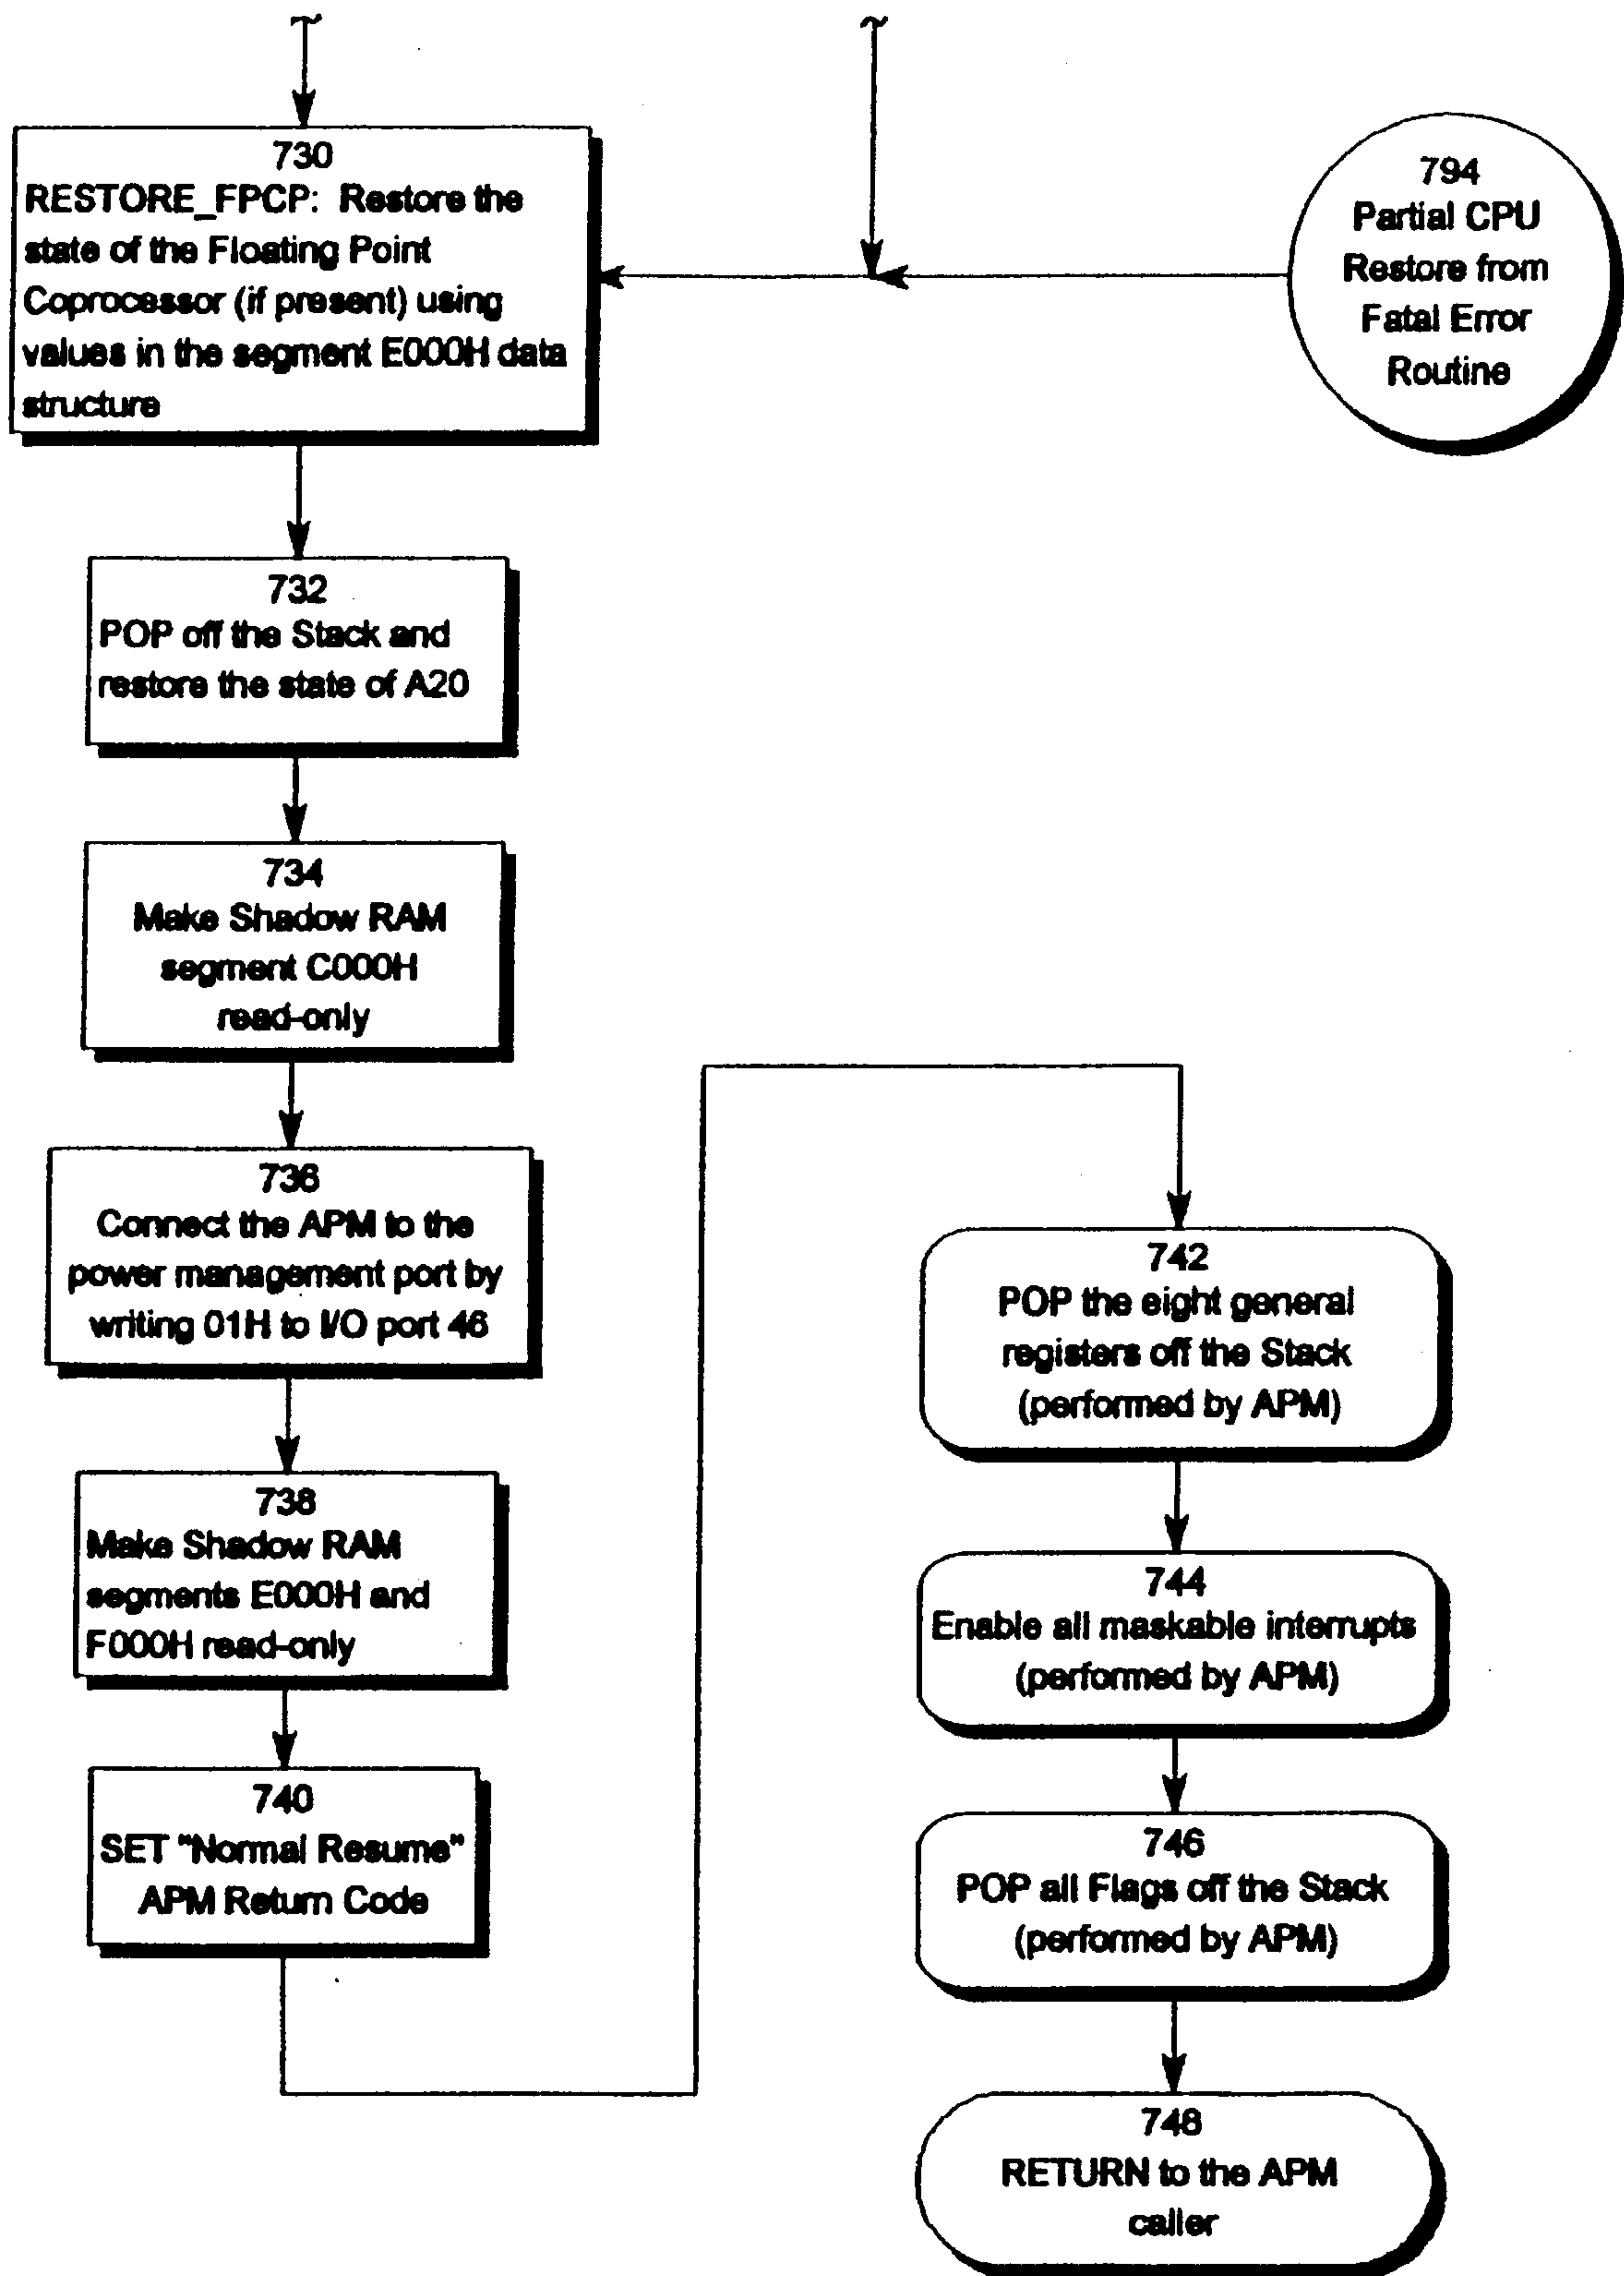 730
RESTORE_FPCP: Restore the
state of the Floating Point
Coprocessor (if present) using
values in the segment E000H data
structure
794
Partial CPU
Restore from
Fatal Error
Routine
732
POP off the Stack and
restore the state of A20
734
Make Shadow RAM
segment C000H
read-only
736
Connect the APM to the
power management port by
writing 01H to I/O port 46
738
Make Shadow RAM
segments E000H and
F000H read-only
740
SET "Normal Resume"
APM Return Code
742
POP the eight general
registers off the Stack
(performed by APM)
744
Enable all maskable interrupts
(performed by APM)
746
POP all Flags off the Stack
(performed by APM)
748
RETURN to the APM
caller